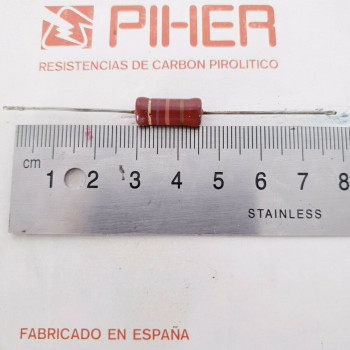 PIHER
RESISTENCIAS DE CARBON PIROLITICO
cm 1 2 3 4 5 6 7 8
STAINLESS
FABRICADO EN ESPAÑA